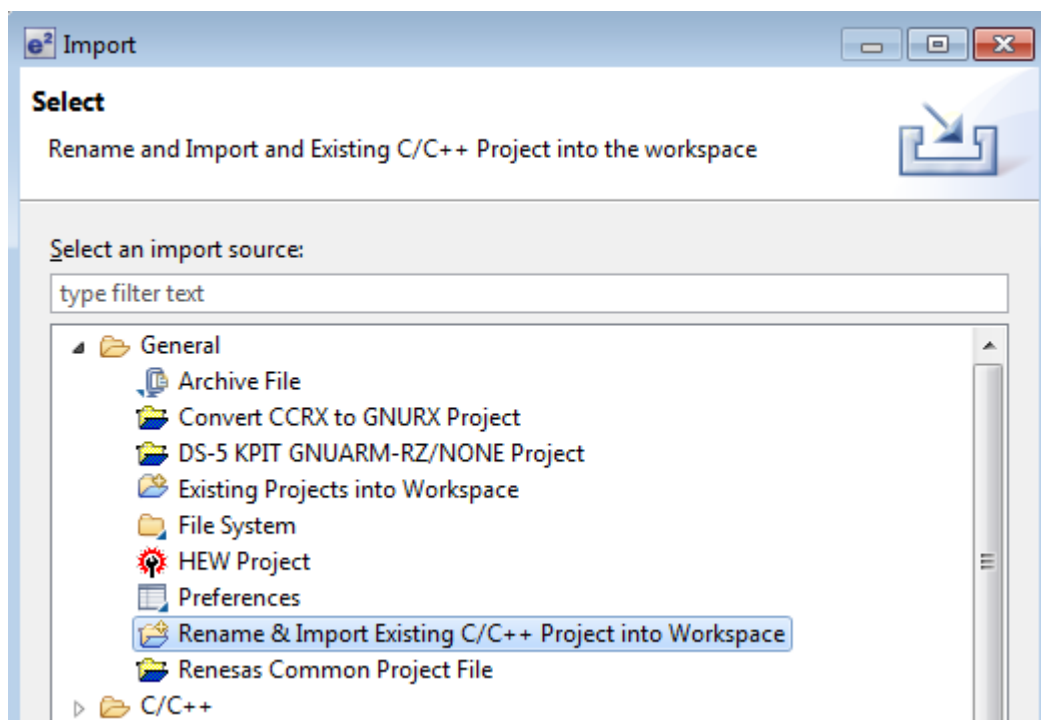 e² Import
Select
Rename and Import and Existing C/C++ Project into the workspace
Select an import source:
type filter text
General
Archive File
Convert CCRX to GNURX Project
DS-5 KPIT GNUARM-RZ/NONE Project
Existing Projects into Workspace
File System
HEW Project
Preferences
Rename & Import Existing C/C++ Project into Workspace
Renesas Common Project File
C/C++